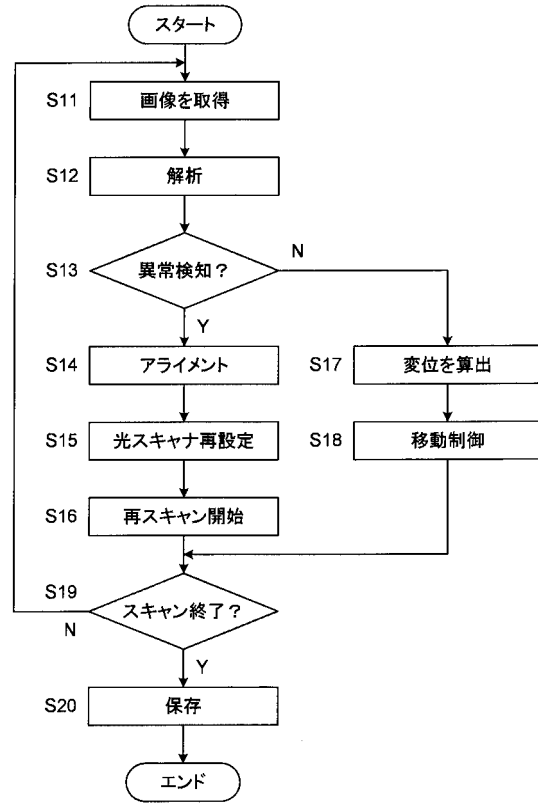 スタート
S11
画像を取得
S12
解析
S13
異常検知？
N
Y
S14
アライメント
S17
変位を算出
S15
光スキャナ再設定
S18
移動制御
S16
再スキャン開始
S19
スキャン終了？
N
Y
S20
保存
エンド